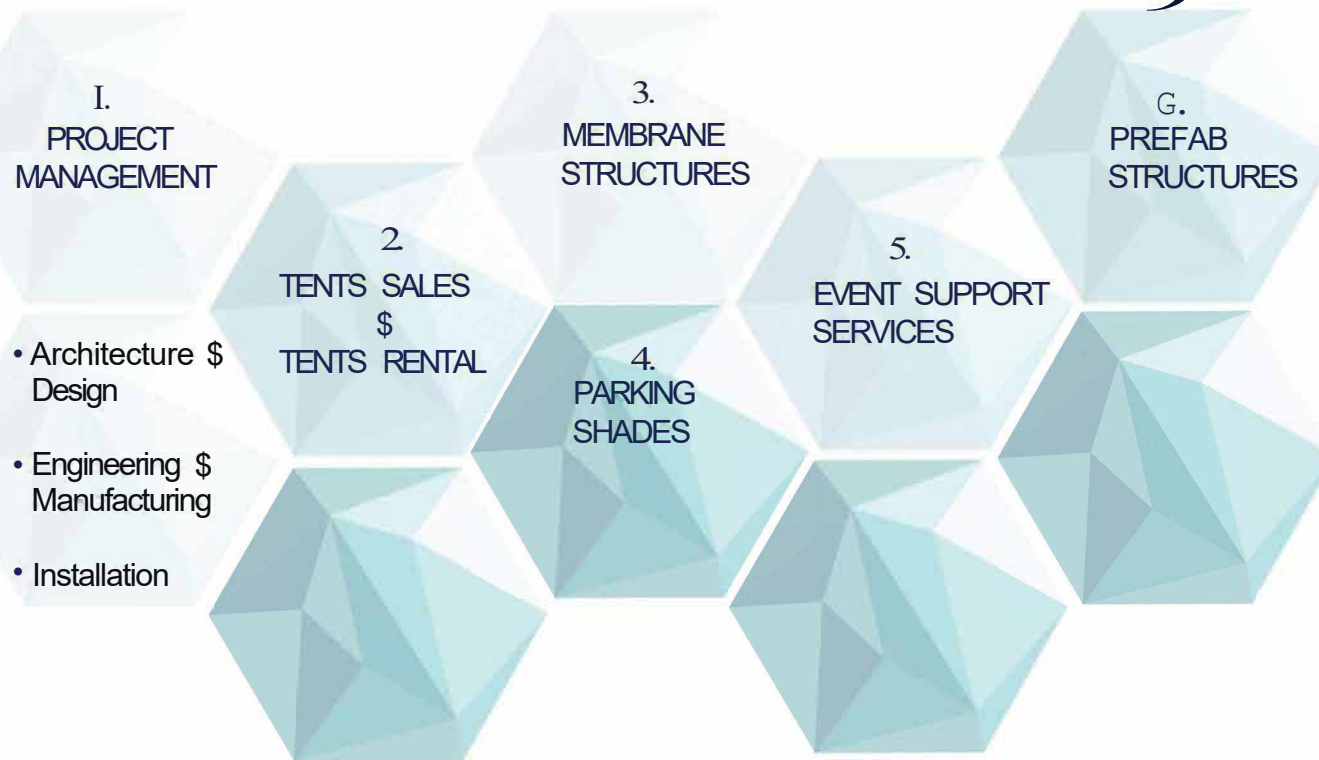 I.
PROJECT
MANAGEMENT
• Architecture $
Design
• Engineering $
Manufacturing
• Installation
2.
TENTS SALES
$
TENTS RENTAL
3.
MEMBRANE
STRUCTURES
4.
PARKING
SHADES
5.
EVENT SUPPORT
SERVICES
G.
PREFAB
STRUCTURES